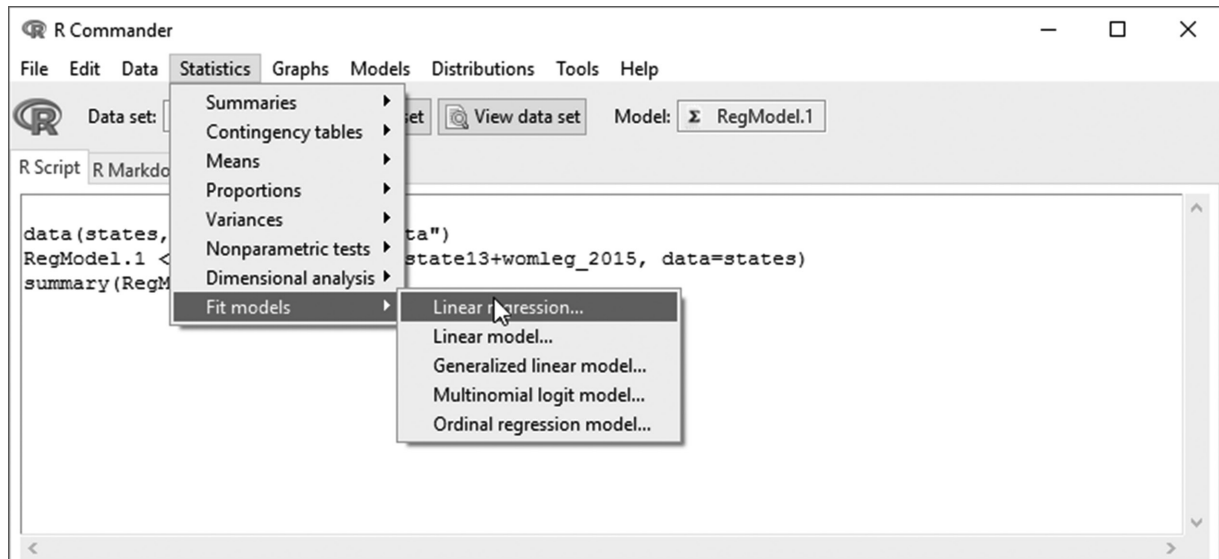 R Commander
File Edit Data Statistics Graphs Models Distributions Tools Help
Data set: set View data set Model: Σ RegModel.1
R Script R Markdo
Summaries
Contingency tables
Means
Proportions
Variances
Nonparametric tests
Dimensional analysis
Fit models
Linear regression...
Linear model...
Generalized linear model...
Multinomial logit model...
Ordinal regression model...
data(states, ta")
RegModel.1 < state13+womleg_2015, data=states)
summary(RegM